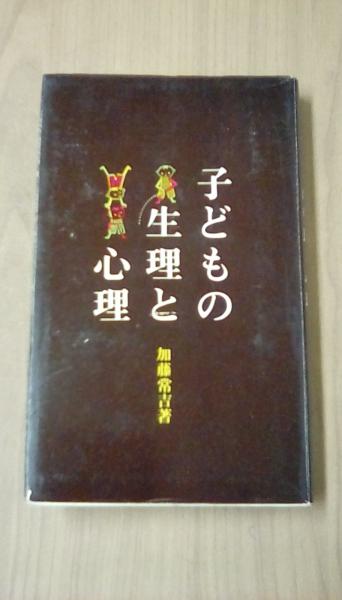 子どもの
生理と
心理
加藤常吉著